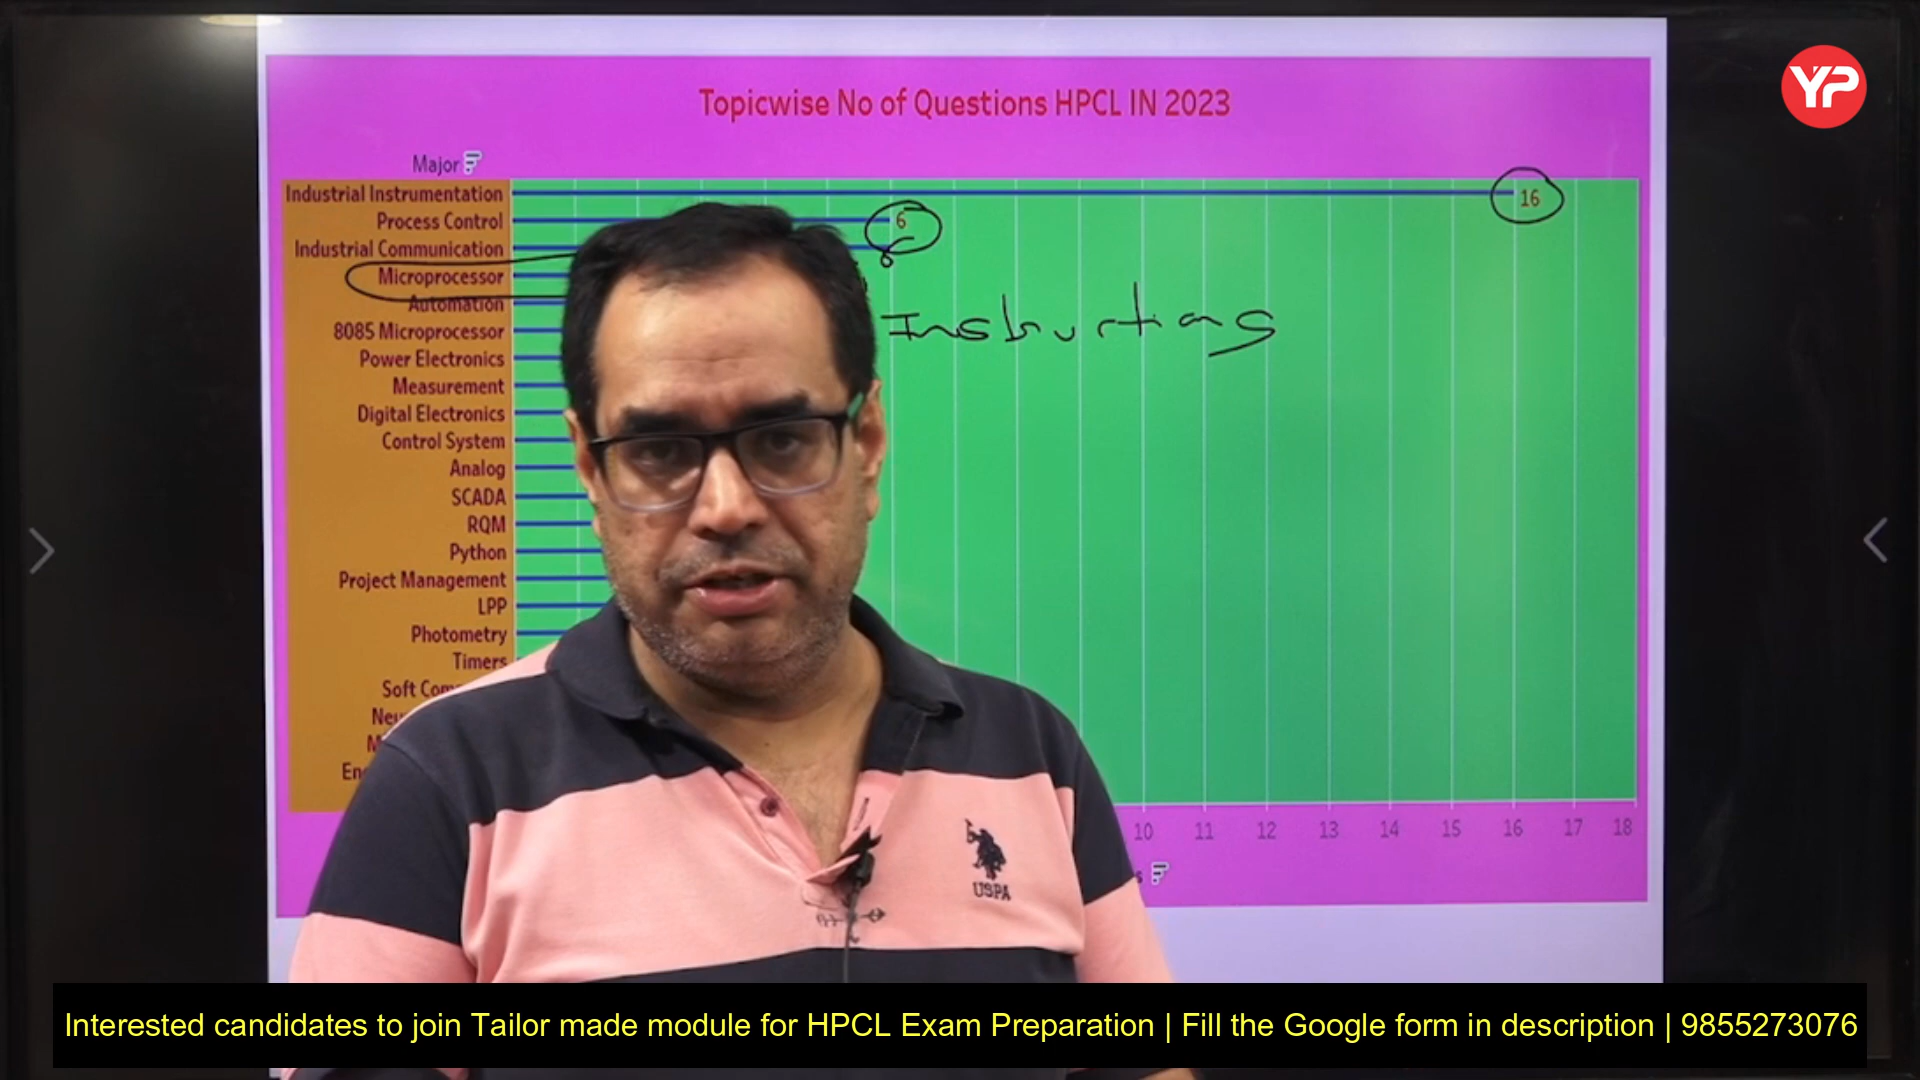 YP
Topicwise No of Questions HPCL IN 2023
Major
Industrial Instrumentation
16
Process Control
6
Industrial Communication
Microprocessor
Automation
8085 Microprocessor
Power Electronics
Measurement
Digital Electronics
Control System
Analog
SCADA
RQM
Python
Project Management
LPP
Photometry
Timers
Soft
10 11 12 13 14 15 16 17 18
USPA
Interested candidates to join Tailor made module for HPCL Exam Preparation | Fill the Google form in description | 9855273076